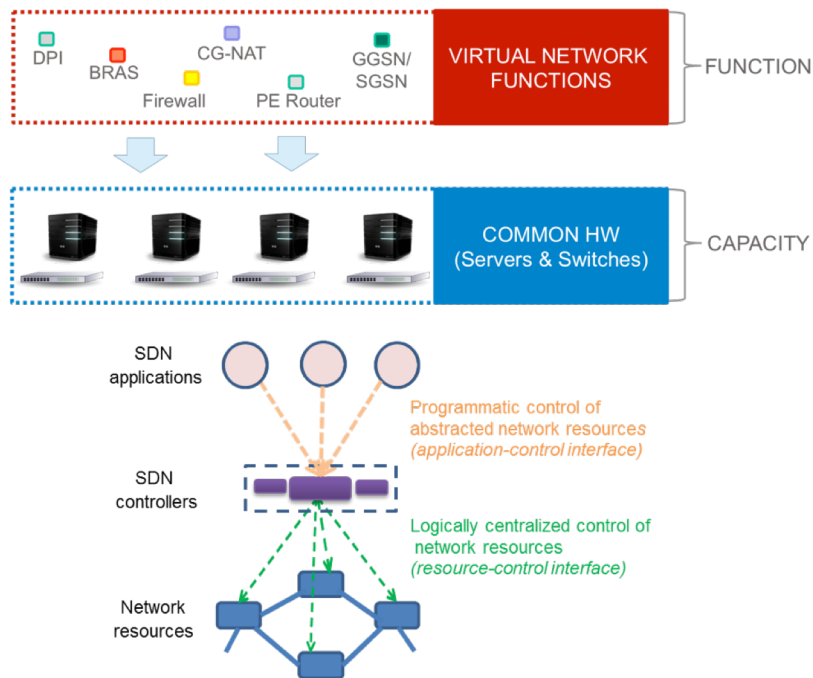 DPI
BRAS
CG-NAT
Firewall
PE Router
GGSN/
SGSN
VIRTUAL NETWORK
FUNCTIONS
FUNCTION
COMMON HW
(Servers & Switches)
CAPACITY
SDN
applications
Programmatic control of
abstracted network resources
(application-control interface)
SDN
controllers
Logically centralized control of
network resources
(resource-control interface)
Network
resources